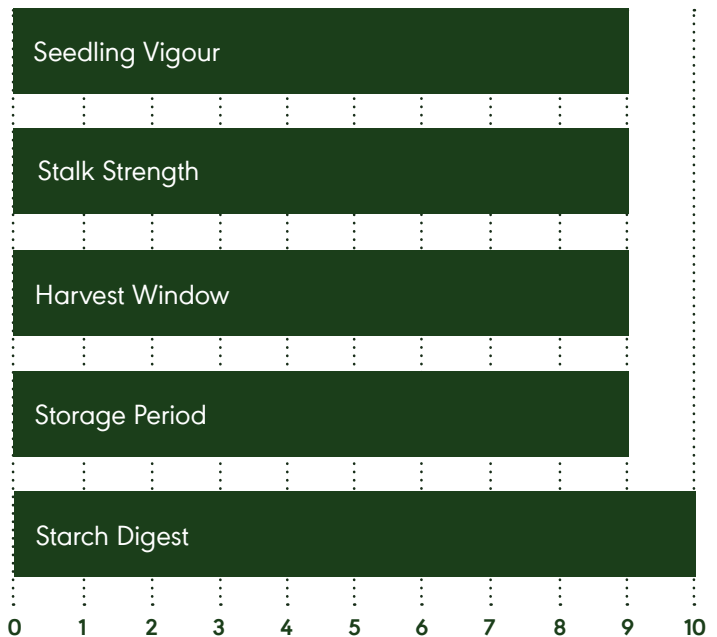 Seedling Vigour
Stalk Strength
Harvest Window
Storage Period
Starch Digest
0 1 2 3 4 5 6 7 8 9 10